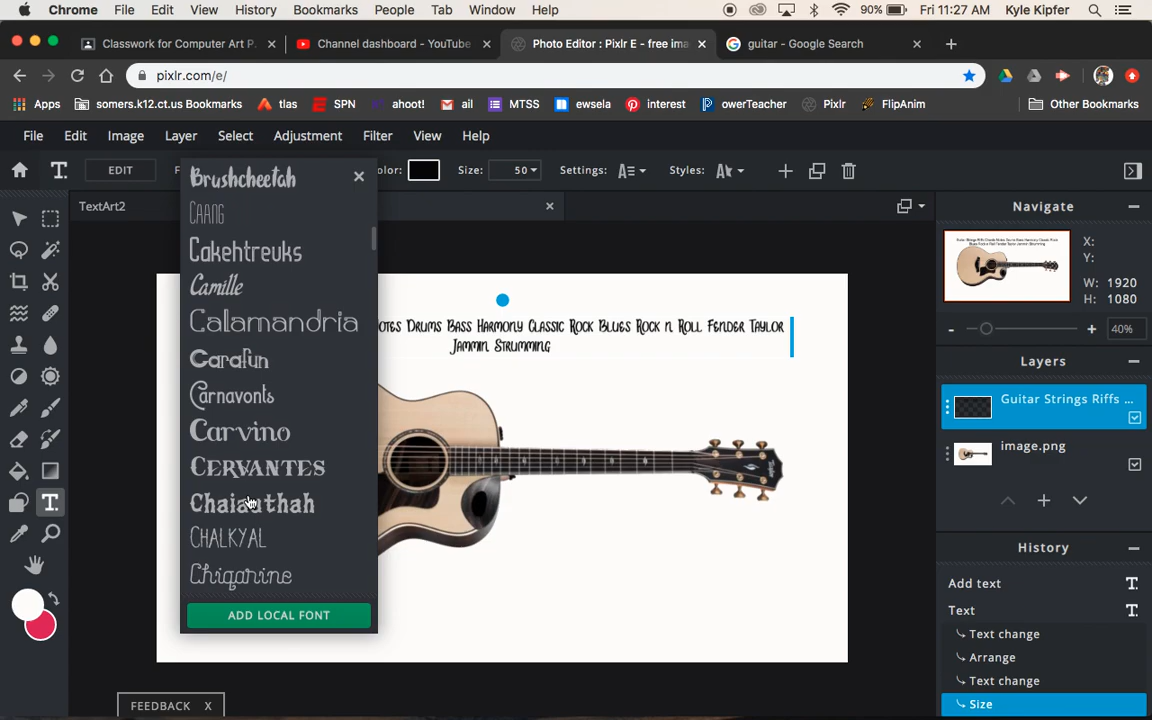 Chrome File Edit View History Bookmarks People Tab Window Help 90% Fri 11:27 AM Kyle Kipfer
Classwork for Computer Art P. × Channel dashboard - YouTube × Photo Editor : Pixlr E - free ima × guitar - Google Search × +
pixlr.com/e/
Apps somers.k12.ct.us Bookmarks tlas SPN ahoot! ail MTSS ewsela interest owerTeacher Pixlr FlipAnim Other Bookmarks
File Edit Image Layer Select Adjustment Filter View Help
T. EDIT F olor: Size: 50 Settings: Styles:
TextArt2 ×
Brushcheetah ×
CAANG
Cakehtreuks
Camille
Calamandria
Carafun
Carnavonts
Carvino
CERVANTES
Chaiauthah
CHALKYAL
Chigarine
ADD LOCAL FONT
otes Drums Bass Harmony Classic Rock Blues Rock n Roll Fender Taylor
Jammin Strumming
Navigate
X:
Y:
W: 1920
H: 1080
- + 40%
Layers
Guitar Strings Riffs ...
image.png
History
Add text T.
Text T.
Text change
Arrange
Text change
Size
FEEDBACK X